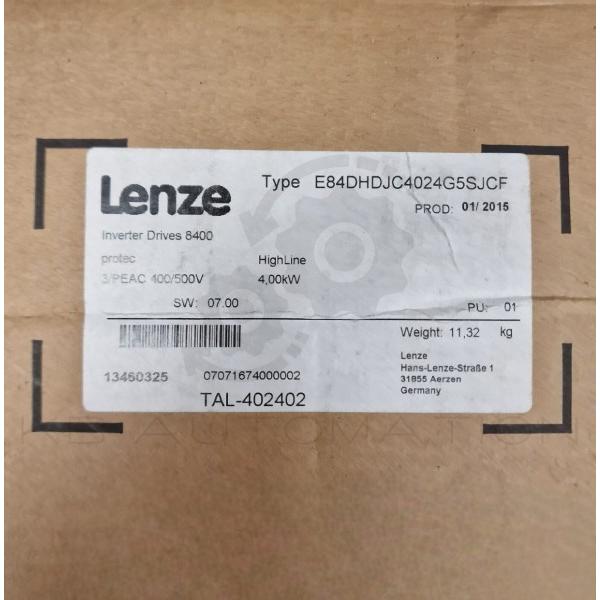 Lenze
Type E84DHDJC4024G5SJCF
PROD: 01/2015
Inverter Drives 8400
protec HighLine
3/PEAC 400/500V 4,00kW
SW: 07.00
PU: 01
Weight: 11,32 kg
13460325 07071674000002
TAL-402402
Lenze
Hans-Lenze-Straße 1
31855 Aerzen
Germany
AUTOMATION